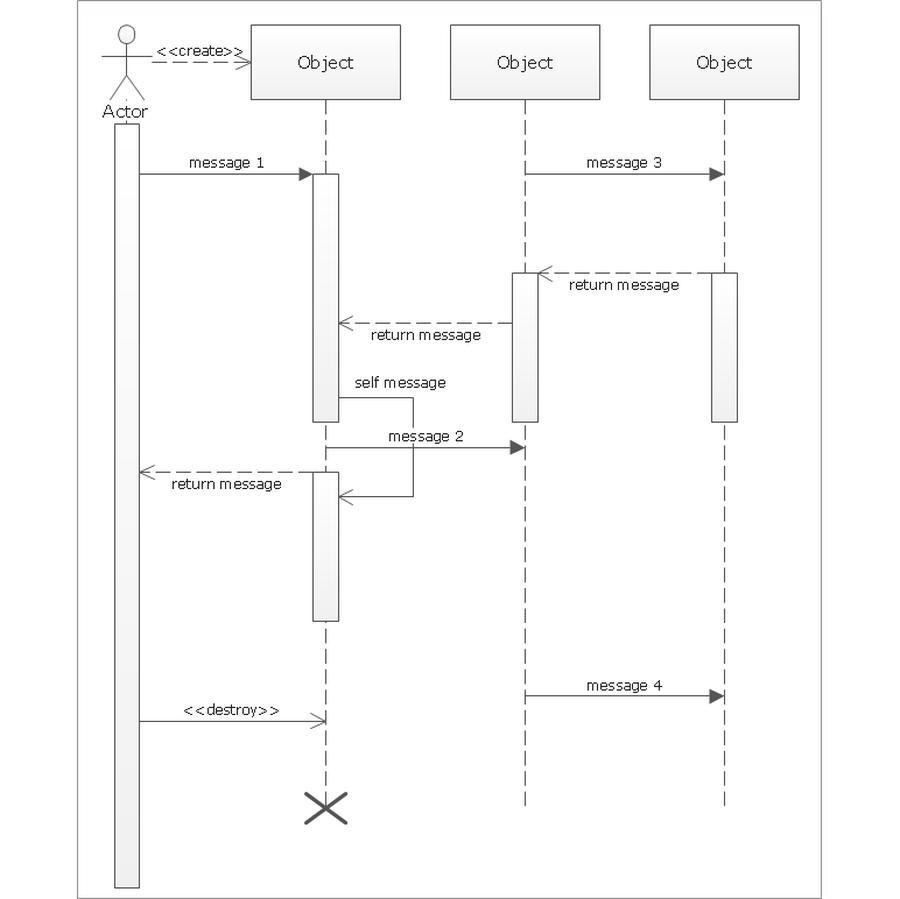 <<create>>
Object
Object
Object
Actor
message 1
message 3
return message
return message
self message
message 2
return message
message 4
<<destroy>>